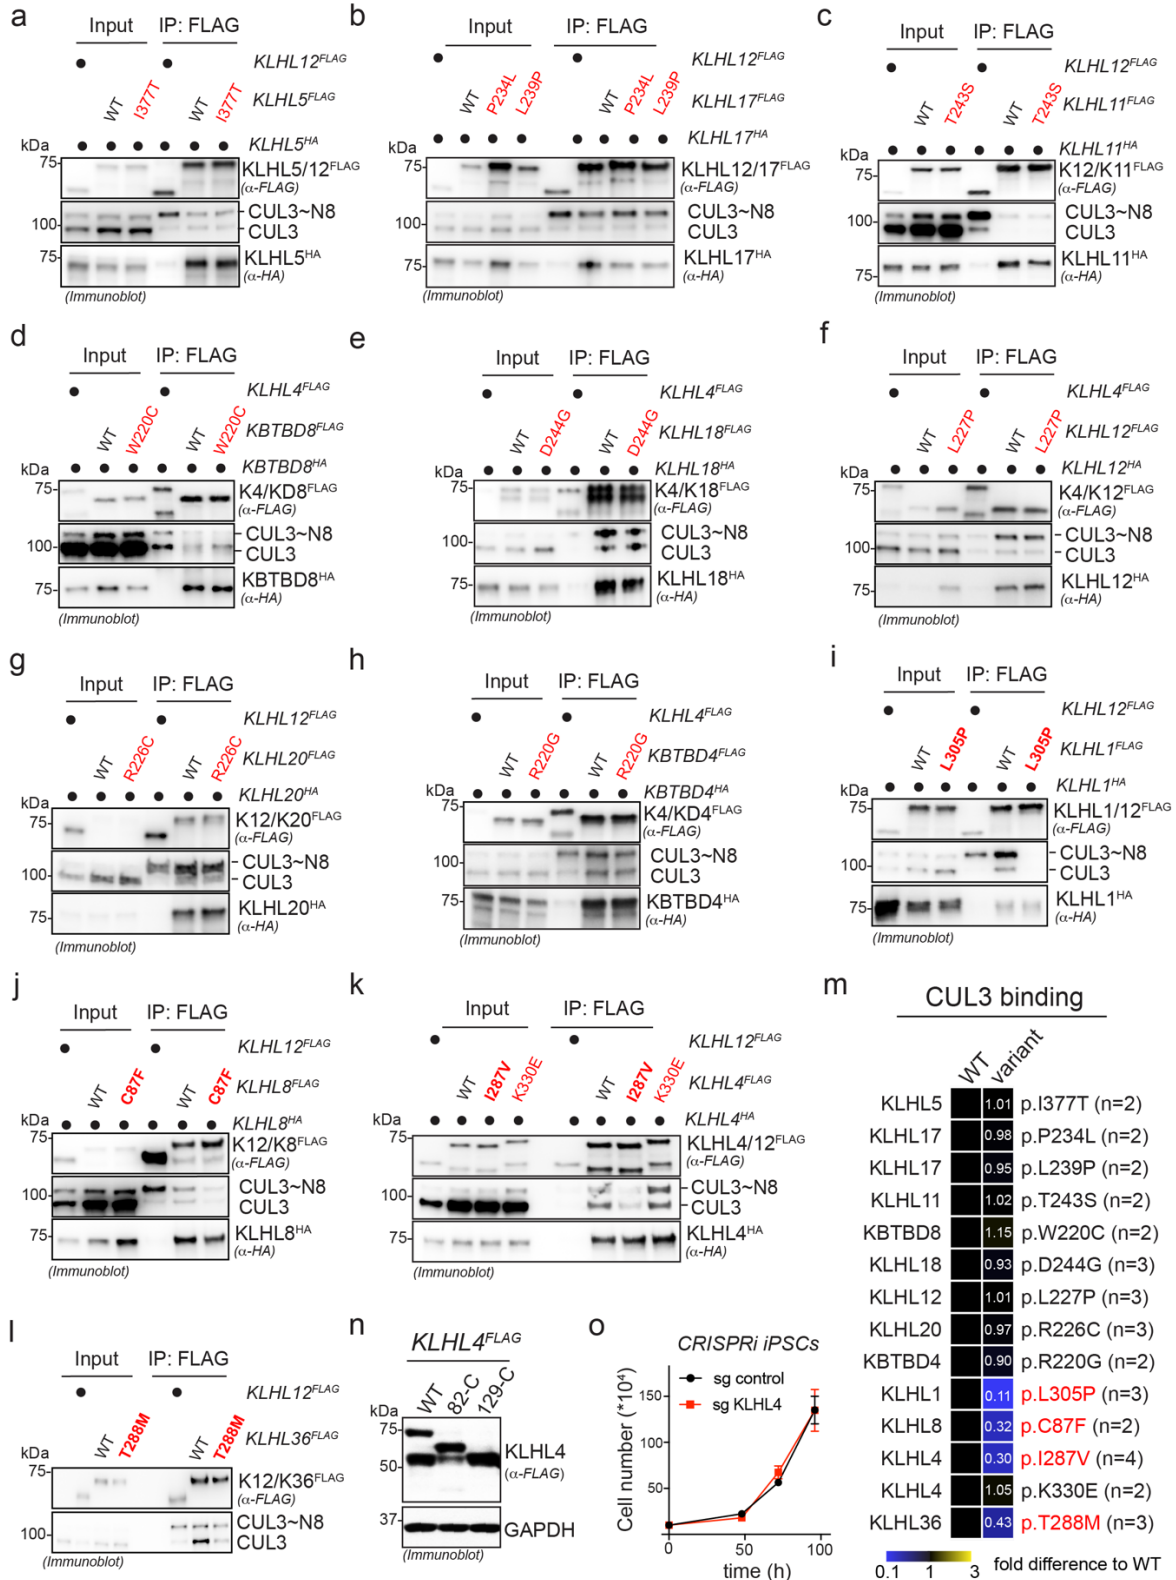 a
Input IP: FLAG
KLHL12FLAG
WT I377T WT I377T KLHL5FLAG
KLHL5HA
kDa
75 KLHL5/12FLAG
(α-FLAG)
CUL3~N8
100 CUL3
75 KLHL5HA
(α-HA)
(Immunoblot)
b
Input IP: FLAG
KLHL12FLAG
WT P234L L239P WT P234L L239P KLHL17FLAG
KLHL17HA
kDa
75 KLHL12/17FLAG
(α-FLAG)
CUL3~N8
100 CUL3
75 KLHL17HA
(α-HA)
(Immunoblot)
c
Input IP: FLAG
KLHL12FLAG
WT T243S WT T243S KLHL11FLAG
KLHL11HA
kDa
75 K12/K11FLAG
(α-FLAG)
CUL3~N8
100 CUL3
75 KLHL11HA
(α-HA)
(Immunoblot)
d
Input IP: FLAG
KLHL4FLAG
WT W220C WT W220C KBTBD8FLAG
KBTBD8HA
kDa
75 K4/KD8FLAG
(α-FLAG)
CUL3~N8
100 CUL3
75 KBTBD8HA
(α-HA)
(Immunoblot)
e
Input IP: FLAG
KLHL4FLAG
WT D244G WT D244G KLHL18FLAG
KLHL18HA
kDa
75 K4/K18FLAG
(α-FLAG)
CUL3~N8
100 CUL3
75 KLHL18HA
(α-HA)
(Immunoblot)
f
Input IP: FLAG
KLHL4FLAG
WT L227P WT L227P KLHL12FLAG
KLHL12HA
kDa
75 K4/K12FLAG
(α-FLAG)
CUL3~N8
100 CUL3
75 KLHL12HA
(α-HA)
(Immunoblot)
g
Input IP: FLAG
KLHL12FLAG
WT R226C WT R226C KLHL20FLAG
KLHL20HA
kDa
75 K12/K20FLAG
(α-FLAG)
CUL3~N8
100 CUL3
75 KLHL20HA
(α-HA)
(Immunoblot)
h
Input IP: FLAG
KLHL4FLAG
WT R220G WT R220G KBTBD4FLAG
KBTBD4HA
kDa
75 K4/KD4FLAG
(α-FLAG)
CUL3~N8
100 CUL3
75 KBTBD4HA
(α-HA)
(Immunoblot)
i
Input IP: FLAG
KLHL12FLAG
WT L305P WT L305P KLHL1FLAG
KLHL1HA
kDa
75 KLHL1/12FLAG
(α-FLAG)
CUL3~N8
100 CUL3
75 KLHL1HA
(α-HA)
(Immunoblot)
j
Input IP: FLAG
KLHL12FLAG
WT C87F WT C87F KLHL8FLAG
KLHL8HA
kDa
75 K12/K8FLAG
(α-FLAG)
CUL3~N8
100 CUL3
75 KLHL8HA
(α-HA)
(Immunoblot)
k
Input IP: FLAG
KLHL12FLAG
WT I287V K330E WT I287V K330E KLHL4FLAG
KLHL4HA
kDa
75 KLHL4/12FLAG
(α-FLAG)
CUL3~N8
100 CUL3
75 KLHL4HA
(α-HA)
(Immunoblot)
m
CUL3 binding
WT variant
KLHL5 1.01 p.I377T (n=2)
KLHL17 0.98 p.P234L (n=2)
KLHL17 0.95 p.L239P (n=2)
KLHL11 1.02 p.T243S (n=2)
KBTBD8 1.15 p.W220C (n=2)
KLHL18 0.93 p.D244G (n=3)
KLHL12 1.01 p.L227P (n=3)
KLHL20 0.97 p.R226C (n=3)
KBTBD4 0.90 p.R220G (n=2)
KLHL1 0.11 p.L305P (n=3)
KLHL8 0.32 p.C87F (n=2)
KLHL4 0.30 p.I287V (n=4)
KLHL4 1.05 p.K330E (n=2)
KLHL36 0.43 p.T288M (n=3)
0.1 1 3 fold difference to WT
l
Input IP: FLAG
KLHL12FLAG
WT T288M WT T288M KLHL36FLAG
kDa
75 K12/K36FLAG
(α-FLAG)
CUL3~N8
100 CUL3
(Immunoblot)
n
KLHL4FLAG
WT 82-C 129-C
kDa
75
KLHL4
50 (α-FLAG)
37
GAPDH
(Immunoblot)
o
CRISPRi iPSCs
sg control
sg KLHL4
Cell number (*10⁴)
150
100
50
0 50 100
time (h)